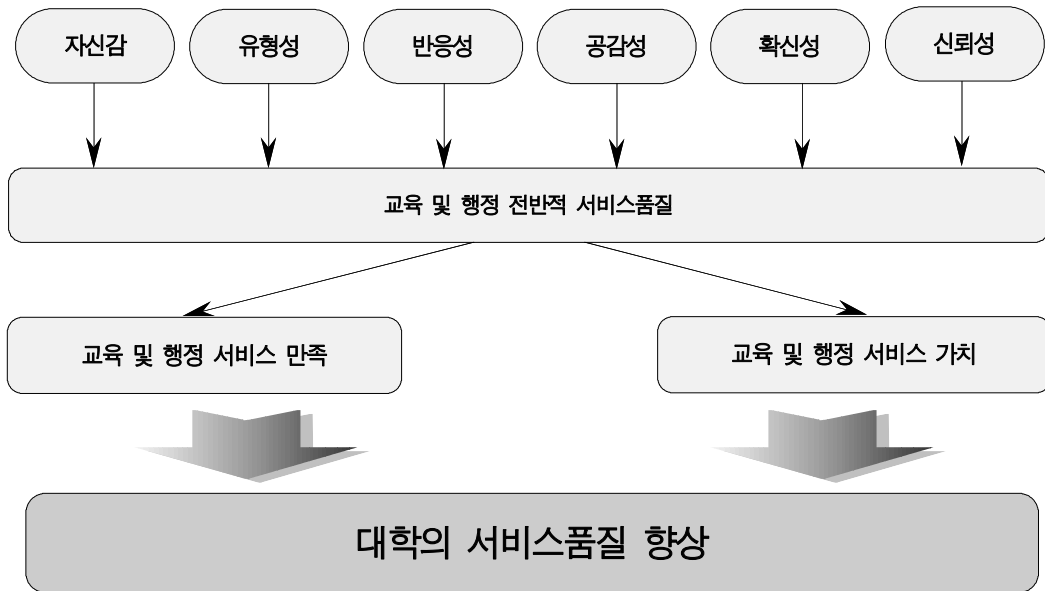 자신감
유형성
반응성
공감성
확신성
신뢰성
교육 및 행정 전반적 서비스품질
교육 및 행정 서비스 만족
교육 및 행정 서비스 가치
대학의 서비스품질 향상